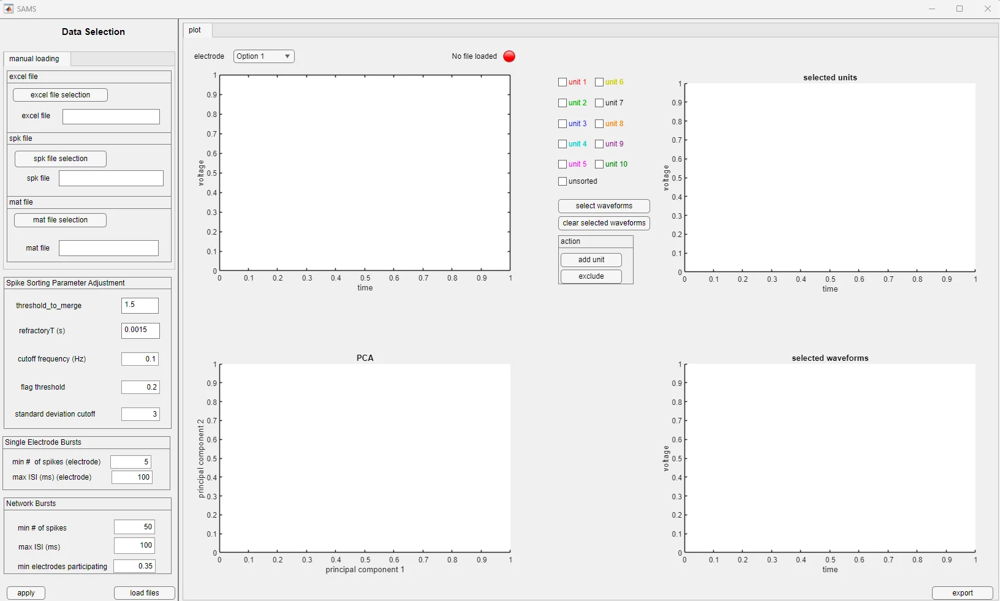 SAMS
Data Selection
manual loading
excel file
excel file selection
excel file
spk file
spk file selection
spk file
mat file
mat file selection
mat file
Spike Sorting Parameter Adjustment
threshold_to_merge 1.5
refractoryT (s) 0.0015
cutoff frequency (Hz) 0.1
flag threshold 0.2
standard deviation cutoff 3
Single Electrode Bursts
min # of spikes (electrode) 5
max ISI (ms) (electrode) 100
Network Bursts
min # of spikes 50
max ISI (ms) 100
min electrodes participating 0.35
apply load files
plot
electrode Option 1
No file loaded
1
0.9
0.8
0.7
0.6
0.5
0.4
0.3
0.2
0.1
0
voltage
0 0.1 0.2 0.3 0.4 0.5 0.6 0.7 0.8 0.9 1
time
unit 1 unit 6
unit 2 unit 7
unit 3 unit 8
unit 4 unit 9
unit 5 unit 10
unsorted
select waveforms
clear selected waveforms
action
add unit
exclude
selected units
1
0.9
0.8
0.7
0.6
0.5
0.4
0.3
0.2
0.1
0
voltage
0 0.1 0.2 0.3 0.4 0.5 0.6 0.7 0.8 0.9 1
time
PCA
1
0.9
0.8
0.7
0.6
0.5
0.4
0.3
0.2
0.1
0
principal component 2
0 0.1 0.2 0.3 0.4 0.5 0.6 0.7 0.8 0.9 1
principal component 1
selected waveforms
1
0.9
0.8
0.7
0.6
0.5
0.4
0.3
0.2
0.1
0
voltage
0 0.1 0.2 0.3 0.4 0.5 0.6 0.7 0.8 0.9 1
time
export